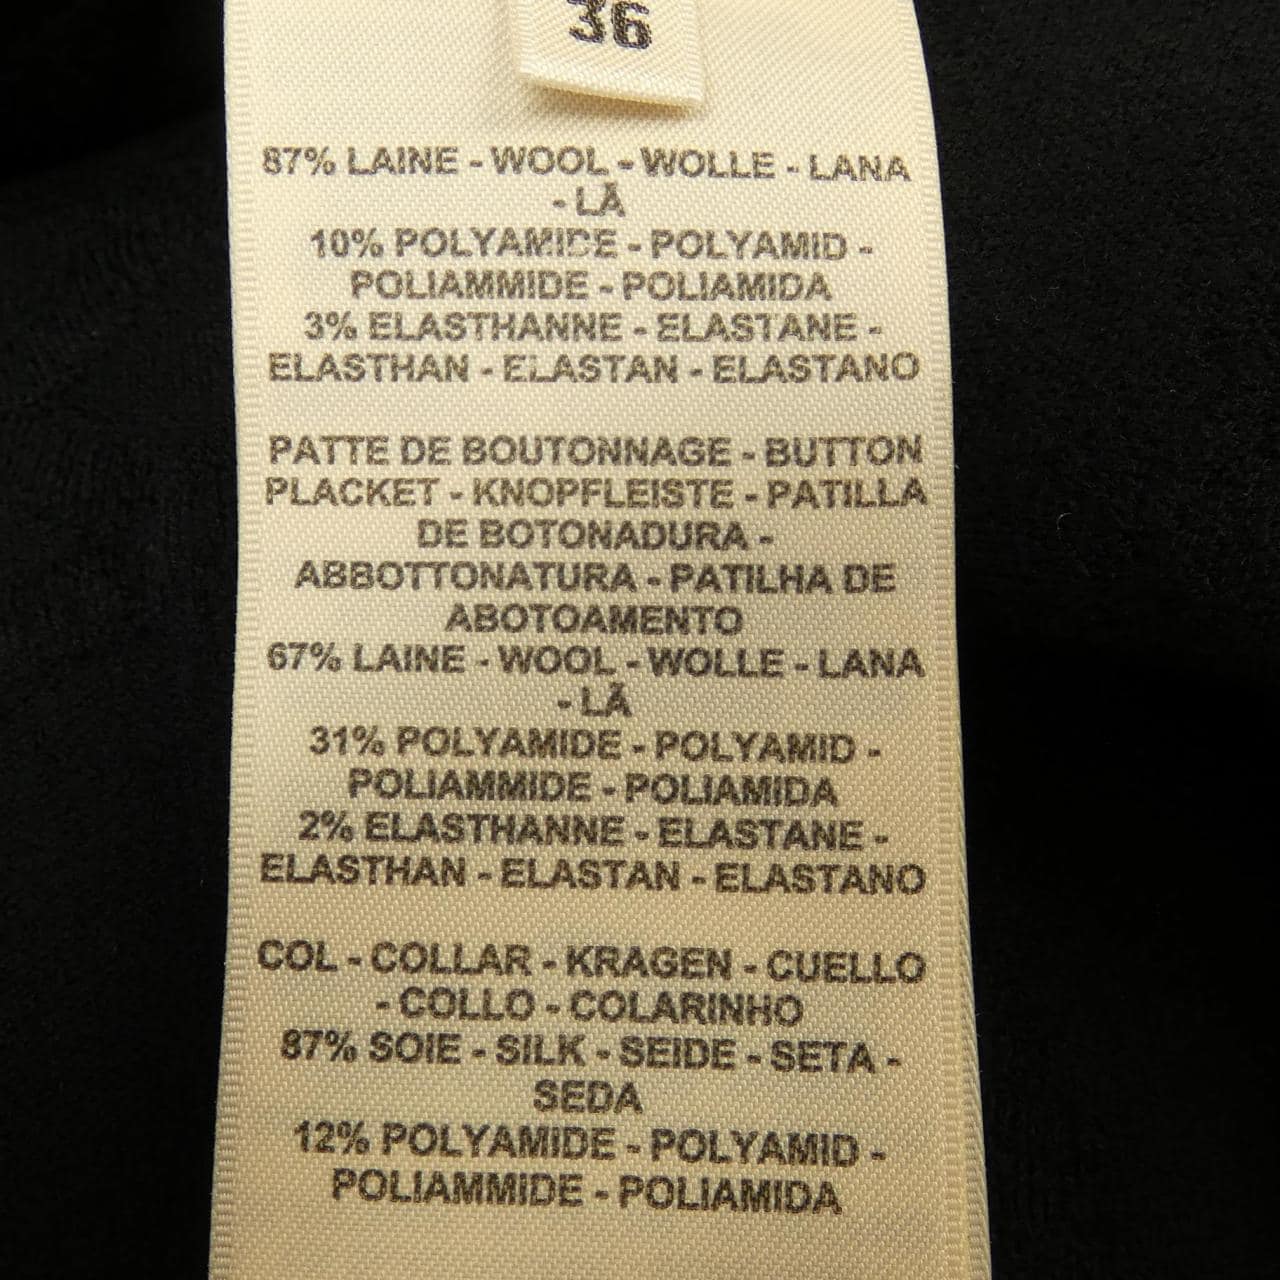 36
87% LAINE - WOOL - WOLLE - LANA
- LÃ
10% POLYAMIDE - POLYAMID -
POLIAMMIDE - POLIAMIDA
3% ELASTHANNE - ELASTANE -
ELASTHAN - ELASTAN - ELASTANO
PATTE DE BOUTONNAGE - BUTTON
PLACKET - KNOPFLEISTE - PATILLA
DE BOTONADURA -
ABBOTTONATURA - PATILHA DE
ABOTOAMENTO
67% LAINE - WOOL - WOLLE - LANA
- LÃ
31% POLYAMIDE - POLYAMID -
POLIAMMIDE - POLIAMIDA
2% ELASTHANNE - ELASTANE -
ELASTHAN - ELASTAN - ELASTANO
COL - COLLAR - KRAGEN - CUELLO
- COLLO - COLARINHO
87% SOIE - SILK - SEIDE - SETA -
SEDA
12% POLYAMIDE - POLYAMID -
POLIAMMIDE - POLIAMIDA